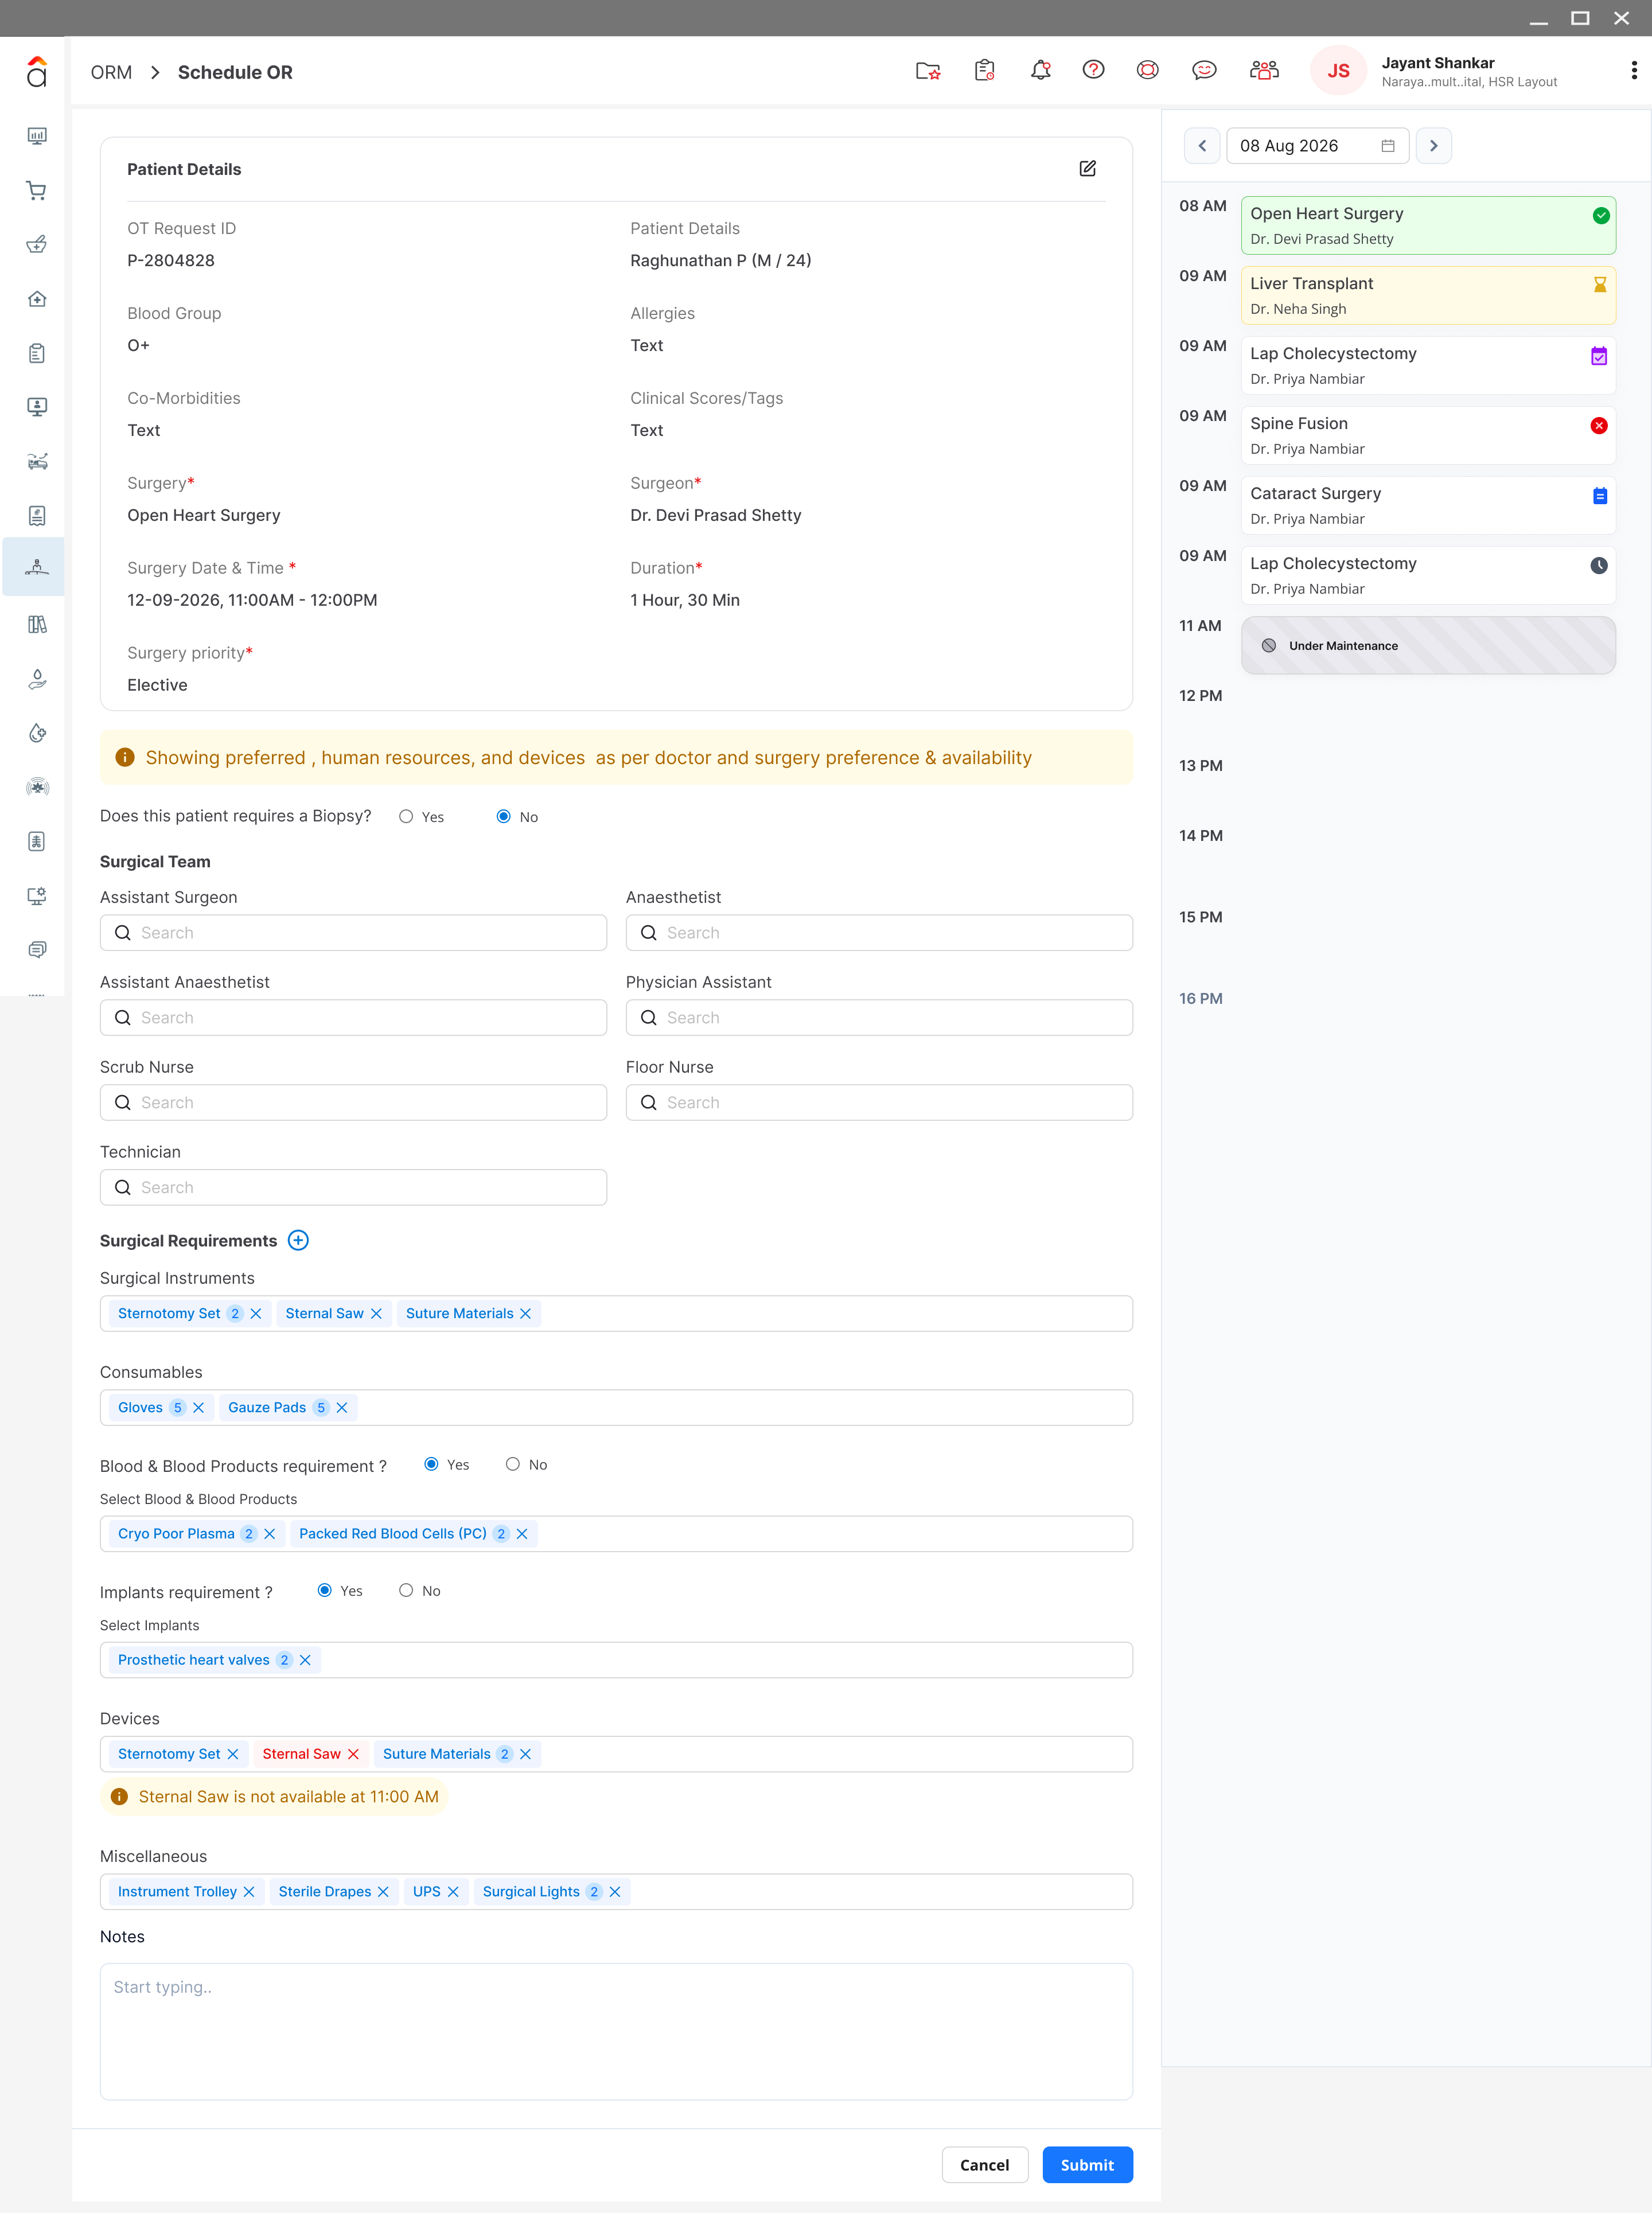 ORM > Schedule OR
JS
Jayant Shankar
Naraya..mult..ital, HSR Layout
Patient Details
OT Request ID
P-2804828
Patient Details
Raghunathan P (M / 24)
Blood Group
O+
Allergies
Text
Co-Morbidities
Text
Clinical Scores/Tags
Text
Surgery*
Open Heart Surgery
Surgeon*
Dr. Devi Prasad Shetty
Surgery Date & Time *
12-09-2026, 11:00AM - 12:00PM
Duration*
1 Hour, 30 Min
Surgery priority*
Elective
Showing preferred , human resources, and devices  as per doctor and surgery preference & availability
Does this patient requires a Biopsy? Yes No
Surgical Team
Assistant Surgeon
Search
Anaesthetist
Search
Assistant Anaesthetist
Search
Physician Assistant
Search
Scrub Nurse
Search
Floor Nurse
Search
Technician
Search
Surgical Requirements
Surgical Instruments
Sternotomy Set 2 Sternal Saw Suture Materials
Consumables
Gloves 5 Gauze Pads 5
Blood & Blood Products requirement ? Yes No
Select Blood & Blood Products
Cryo Poor Plasma 2 Packed Red Blood Cells (PC) 2
Implants requirement ? Yes No
Select Implants
Prosthetic heart valves 2
Devices
Sternotomy Set Sternal Saw Suture Materials 2
Sternal Saw is not available at 11:00 AM
Miscellaneous
Instrument Trolley Sterile Drapes UPS Surgical Lights 2
Notes
Start typing..
Cancel Submit
08 Aug 2026
08 AM
Open Heart Surgery
Dr. Devi Prasad Shetty
09 AM
Liver Transplant
Dr. Neha Singh
09 AM
Lap Cholecystectomy
Dr. Priya Nambiar
09 AM
Spine Fusion
Dr. Priya Nambiar
09 AM
Cataract Surgery
Dr. Priya Nambiar
09 AM
Lap Cholecystectomy
Dr. Priya Nambiar
11 AM
Under Maintenance
12 PM
13 PM
14 PM
15 PM
16 PM